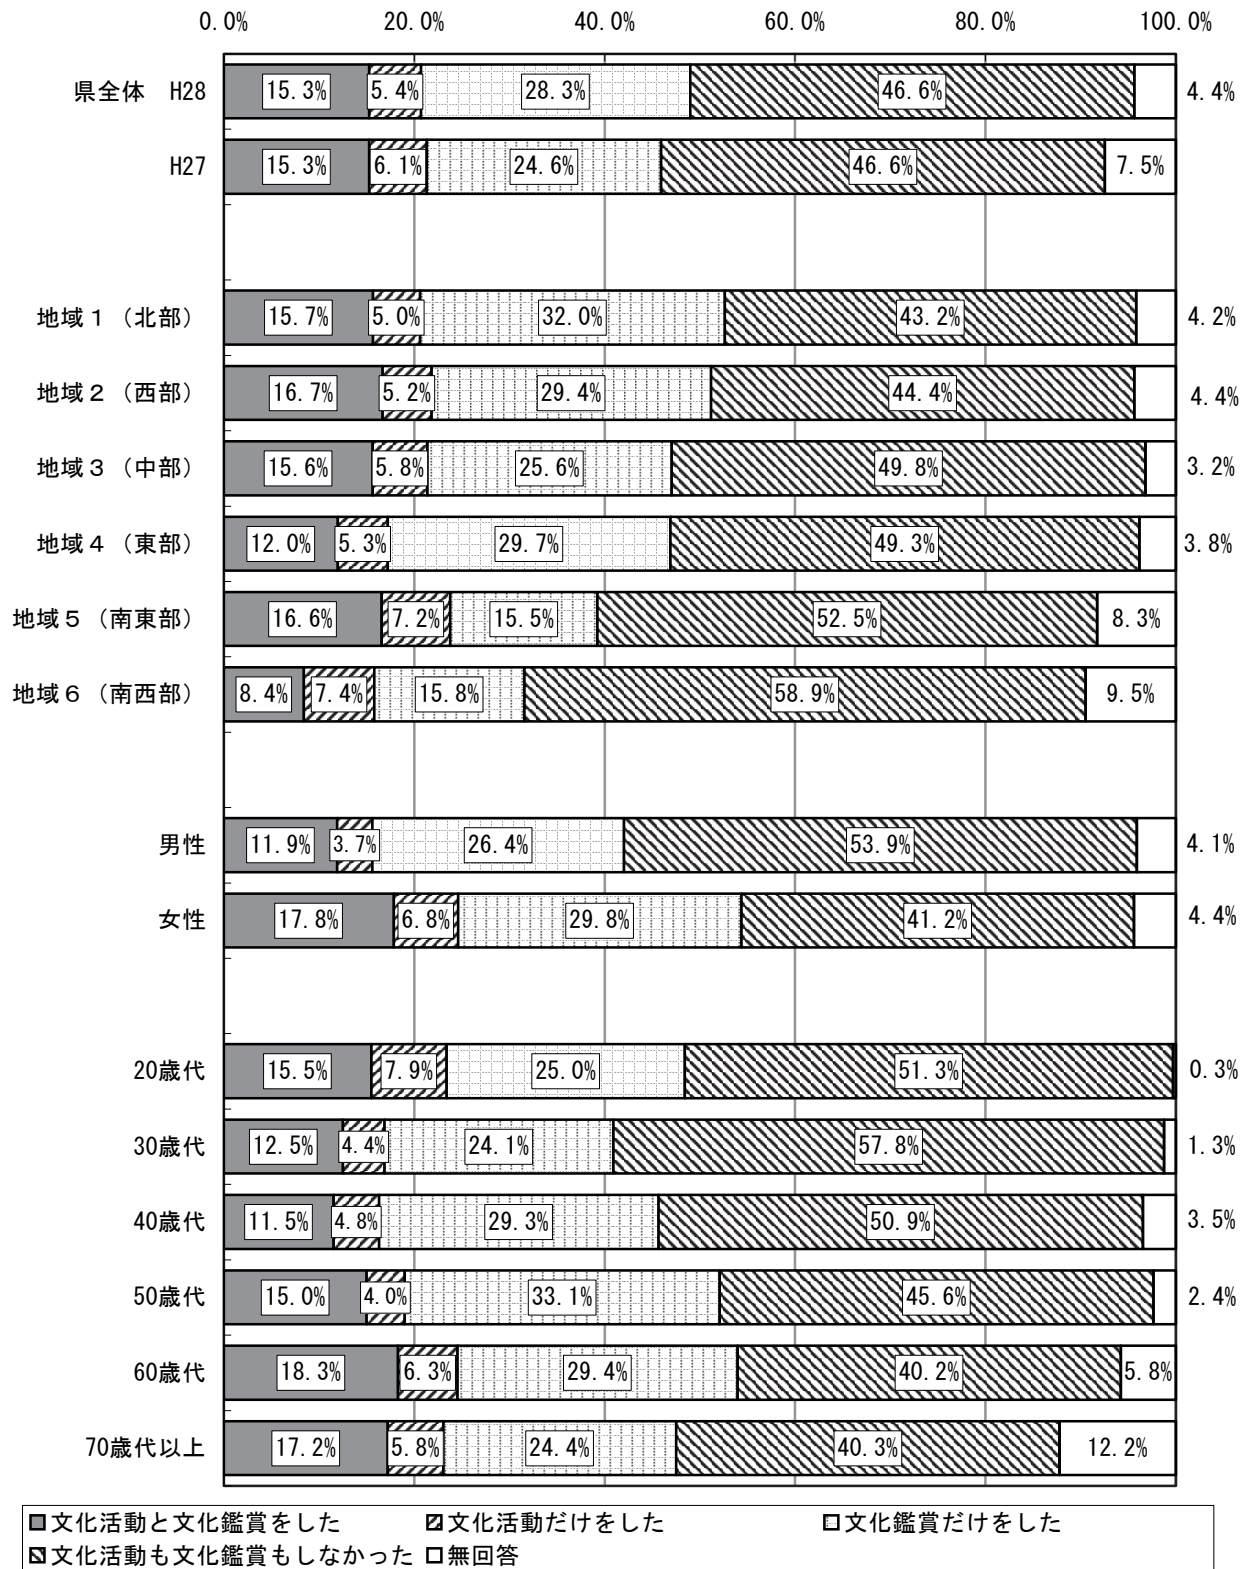 0.0% 20.0% 40.0% 60.0% 80.0% 100.0%
県全体 H28 15.3% 5.4% 28.3% 46.6% 4.4%
H27 15.3% 6.1% 24.6% 46.6% 7.5%
地域1（北部） 15.7% 5.0% 32.0% 43.2% 4.2%
地域2（西部） 16.7% 5.2% 29.4% 44.4% 4.4%
地域3（中部） 15.6% 5.8% 25.6% 49.8% 3.2%
地域4（東部） 12.0% 5.3% 29.7% 49.3% 3.8%
地域5（南東部） 16.6% 7.2% 15.5% 52.5% 8.3%
地域6（南西部） 8.4% 7.4% 15.8% 58.9% 9.5%
男性 11.9% 3.7% 26.4% 53.9% 4.1%
女性 17.8% 6.8% 29.8% 41.2% 4.4%
20歳代 15.5% 7.9% 25.0% 51.3% 0.3%
30歳代 12.5% 4.4% 24.1% 57.8% 1.3%
40歳代 11.5% 4.8% 29.3% 50.9% 3.5%
50歳代 15.0% 4.0% 33.1% 45.6% 2.4%
60歳代 18.3% 6.3% 29.4% 40.2% 5.8%
70歳代以上 17.2% 5.8% 24.4% 40.3% 12.2%
文化活動と文化鑑賞をした 文化活動だけをした 文化鑑賞だけをした
文化活動も文化鑑賞もしなかった 無回答